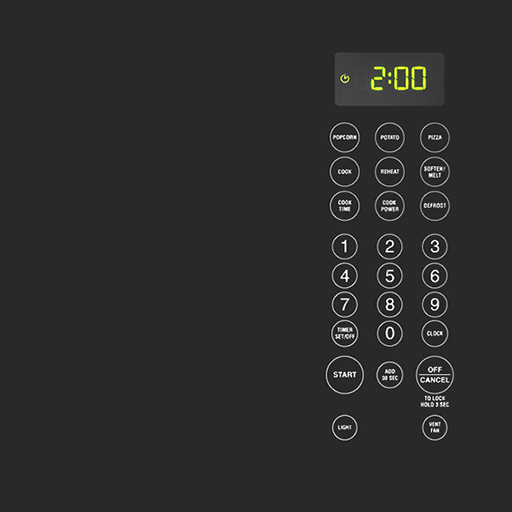 2:00
POPCORN POTATO PIZZA
COOK REHEAT SOFTEN/
MELT
COOK
TIME
COOK
POWER
DEFROST
1 2 3
4 5 6
7 8 9
TIMER
SET/OFF
0
CLOCK
START
ADD
30 SEC
OFF
CANCEL
TO LOCK
HOLD 3 SEC
LIGHT
VENT
FAN